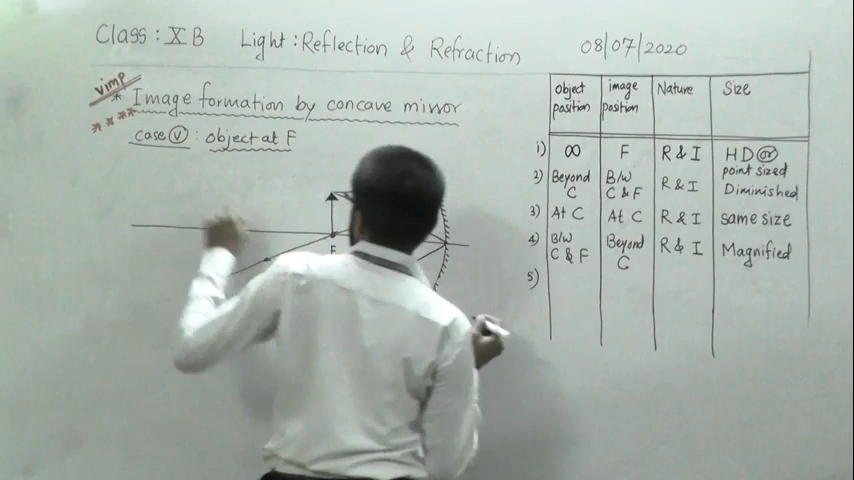 Class : X B Light : Reflection & Refraction 08/07/2020
VIMP
Image formation by concave mirror
case (V) : object at F
F
object position | image position | Nature | Size
1) ∞ | F | R & I | HD (or) point sized
2) Beyond C | B/w C & F | R & I | Diminished
3) At C | At C | R & I | same size
4) B/w C & F | Beyond C | R & I | Magnified
5)